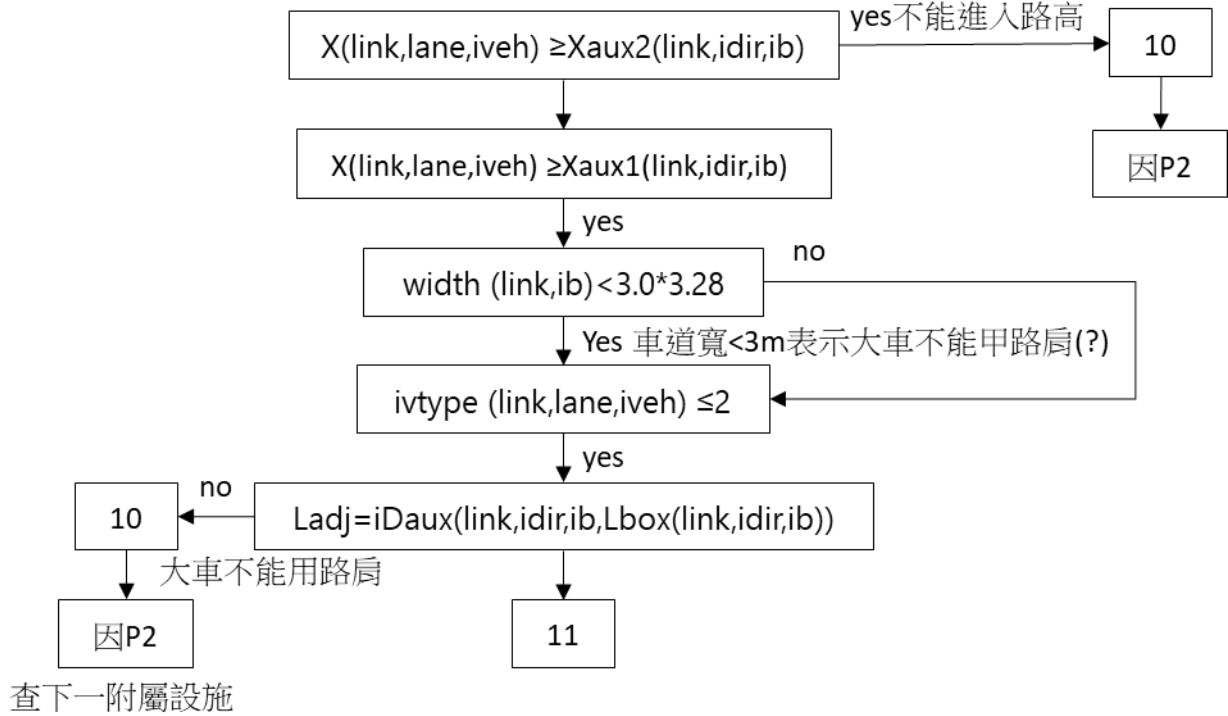 X(link,lane,iveh) ≥Xaux2(link,idir,ib)
yes不能進入路高
10
因P2
X(link,lane,iveh) ≥Xaux1(link,idir,ib)
yes
width (link,ib)<3.0*3.28
no
Yes 車道寬<3m表示大車不能甲路肩(?)
ivtype (link,lane,iveh) ≤2
yes
Ladj=iDaux(link,idir,ib,Lbox(link,idir,ib))
no
10
大車不能用路肩
因P2
11
查下一附屬設施